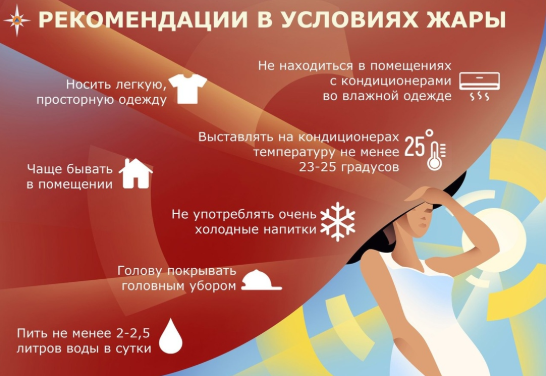 РЕКОМЕНДАЦИИ В УСЛОВИЯХ ЖАРЫ
Носить легкую,
просторную одежду
Не находиться в помещениях
с кондиционерами
во влажной одежде
Выставлять на кондиционерах
температуру не менее
23-25 градусов
25°
Чаще бывать
в помещении
Не употреблять очень
холодные напитки
Голову покрывать
головным убором
Пить не менее 2-2,5
литров воды в сутки